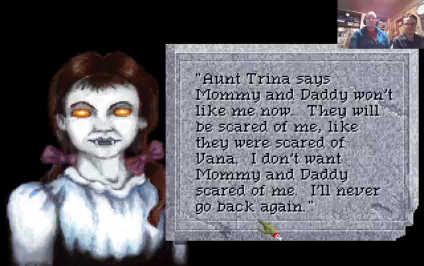 "Aunt Trina says
Mommy and Daddy won't
like me now.  They will
be scared of me, like
they were scared of
Vana.  I don't want
Mommy and Daddy
scared of me.  I'll never
go back again."